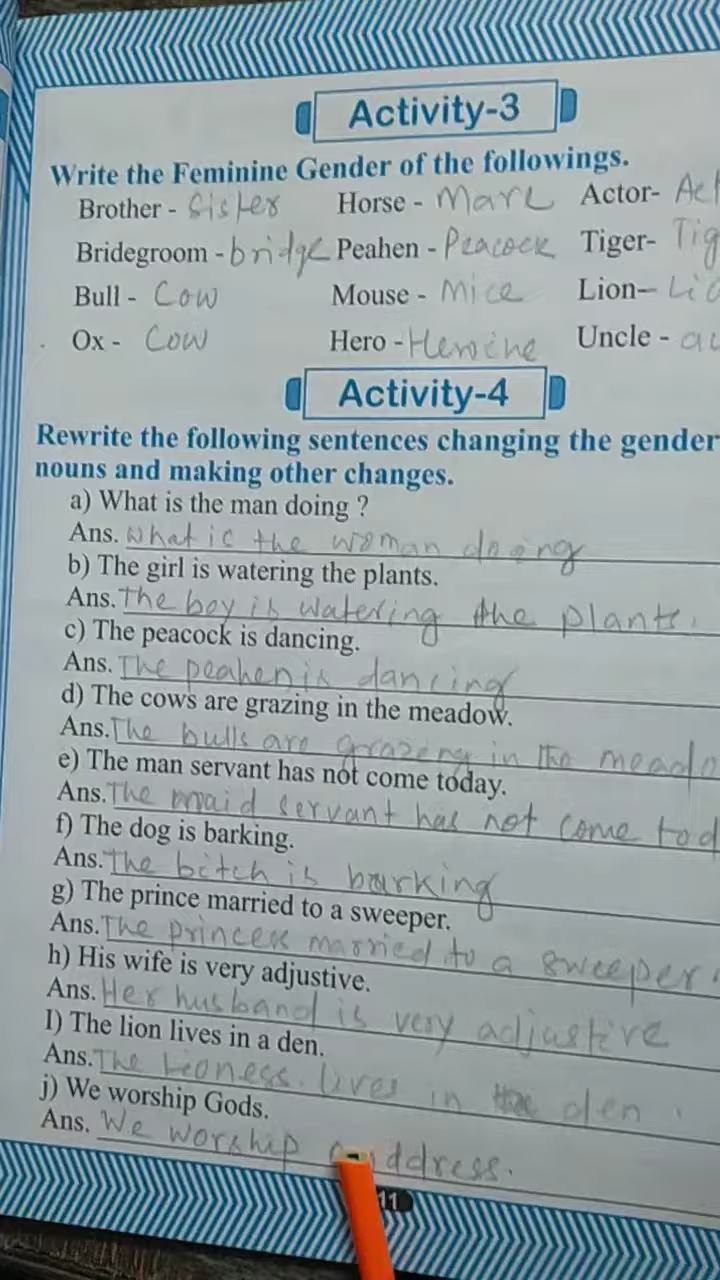 Activity-3
Write the Feminine Gender of the followings.
Brother - Sister Horse - Mare Actor- Act
Bridegroom - bridge Peahen - Peacock Tiger- Tig
Bull - Cow Mouse - Mice Lion- Lio
Ox - Cow Hero - Heroine Uncle - au
Activity-4
Rewrite the following sentences changing the gender
nouns and making other changes.
a) What is the man doing ?
Ans. What is the woman doing
b) The girl is watering the plants.
Ans. The boy is watering the plants.
c) The peacock is dancing.
Ans. The peahen is dancing
d) The cows are grazing in the meadow.
Ans. The bulls are grazing in the meado
e) The man servant has not come today.
Ans. The maid servant has not come tod
f) The dog is barking.
Ans. The bitch is barking
g) The prince married to a sweeper.
Ans. The princess married to a sweeper.
h) His wife is very adjustive.
Ans. Her husband is very adjustive
I) The lion lives in a den.
Ans. The Lioness. lives in the den.
j) We worship Gods.
Ans. We worship ddress.
11